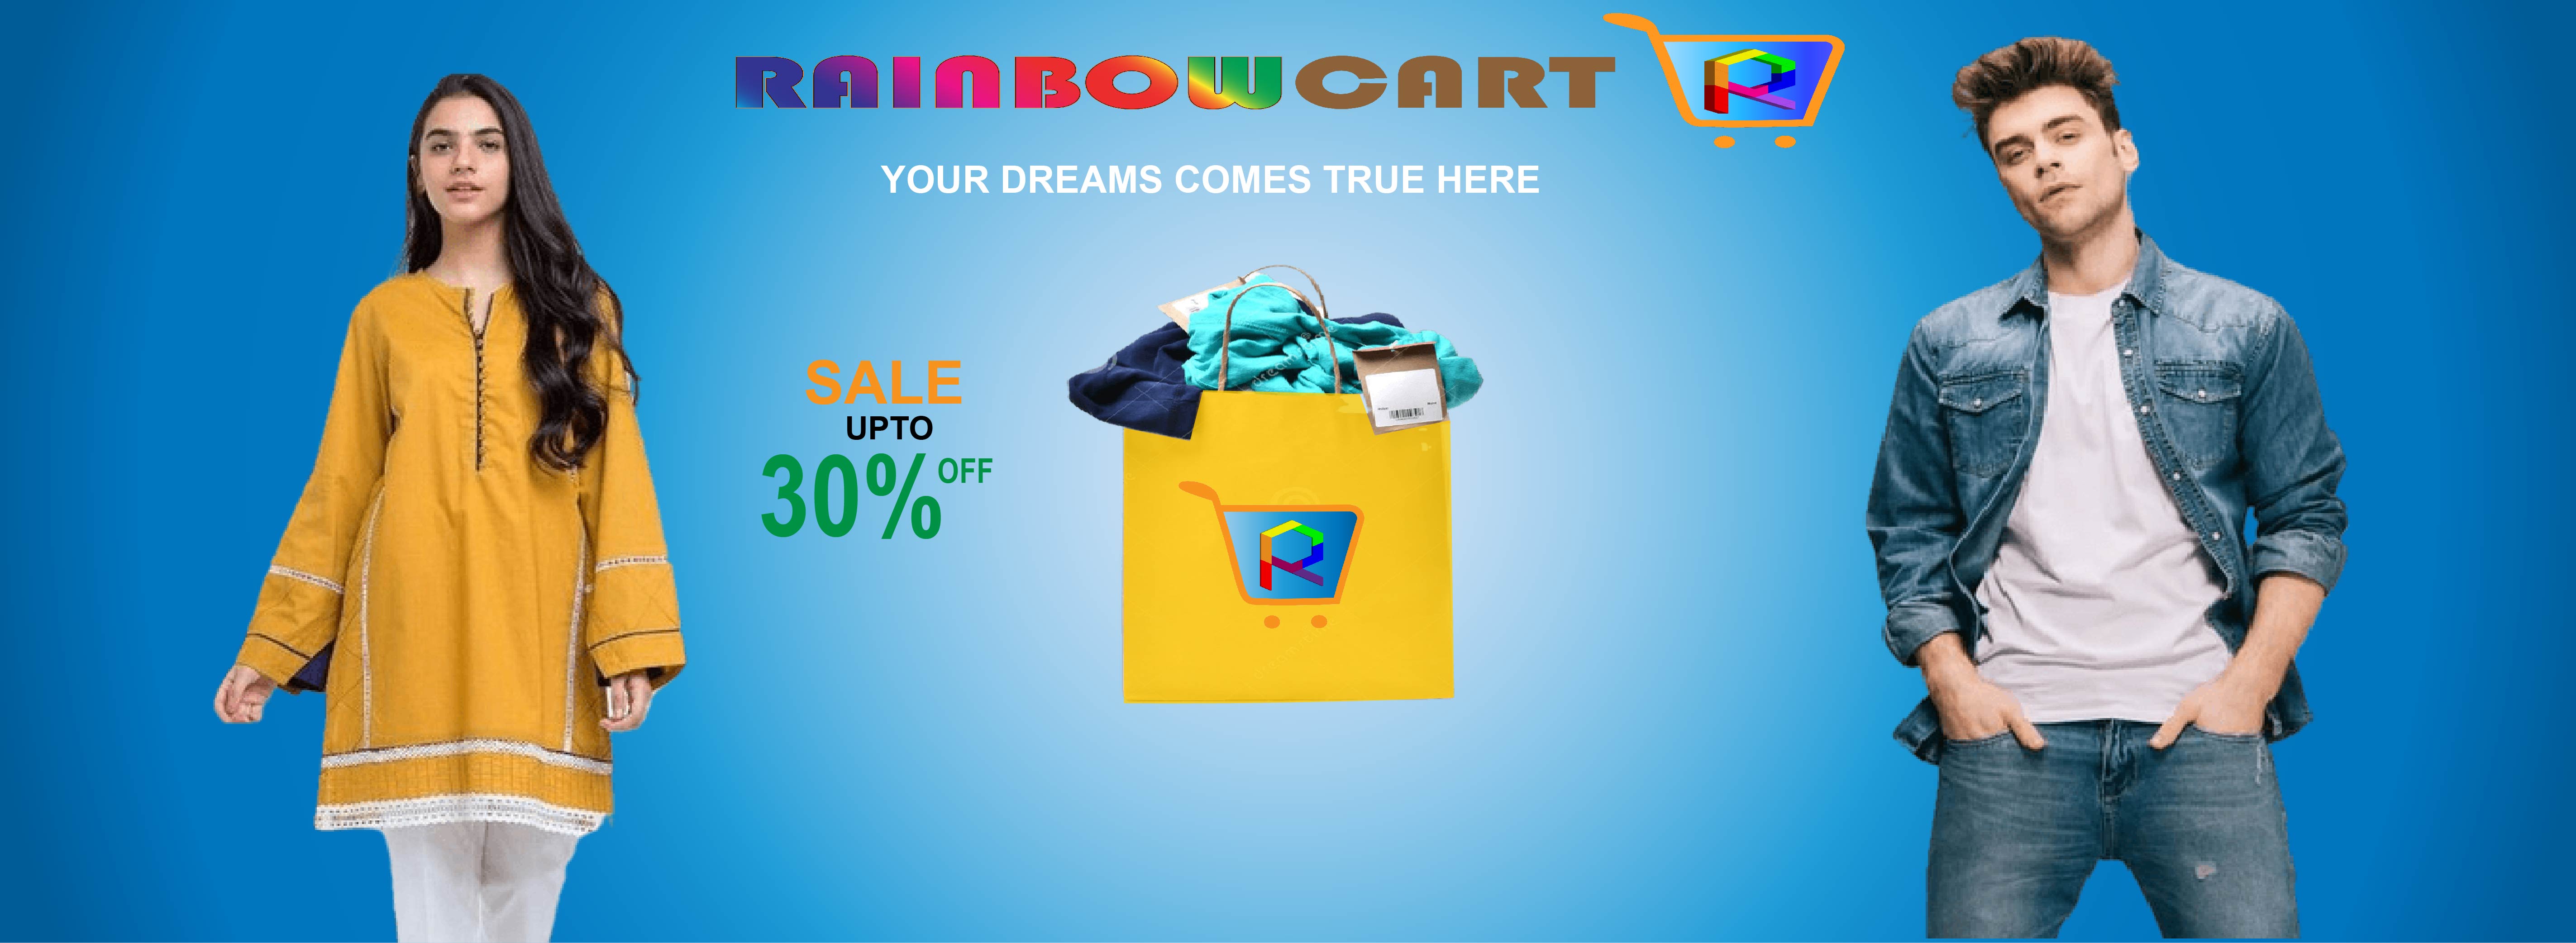 RAINBOWCART
R
YOUR DREAMS COMES TRUE HERE
SALE
UPTO
30% OFF
R